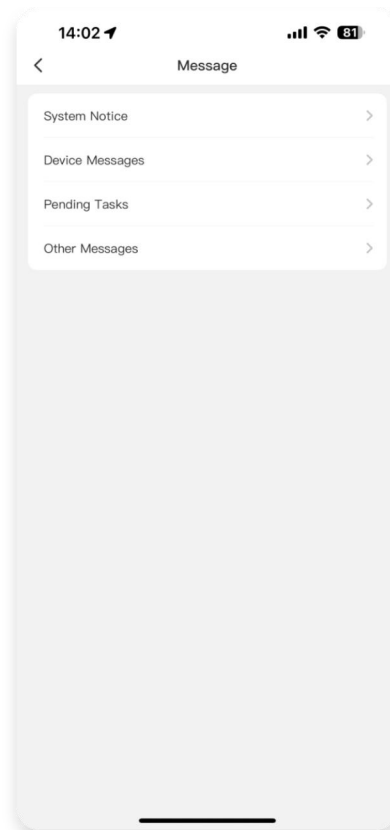 14:02
81
Message
System Notice
Device Messages
Pending Tasks
Other Messages